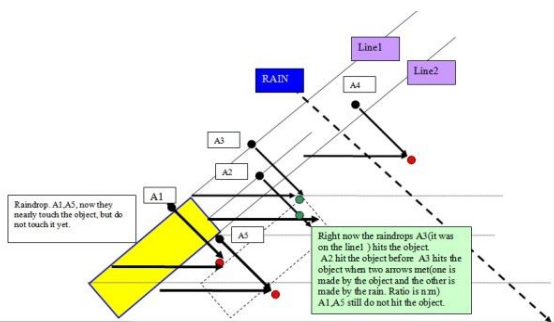 Line1
Line2
RAIN
A4
A3
A2
A1
Raindrop. A1,A5, now they
nearly touch the object, but do
not touch it yet.
A5
Right now the raindrops A3(it was
on the line1 ) hits the object.
A2 hit the object before A3 hits the
object when two arrows met(one is
made by the object and the other is
made by the rain. Ratio is n:m)
A1,A5 still do not hit the object.